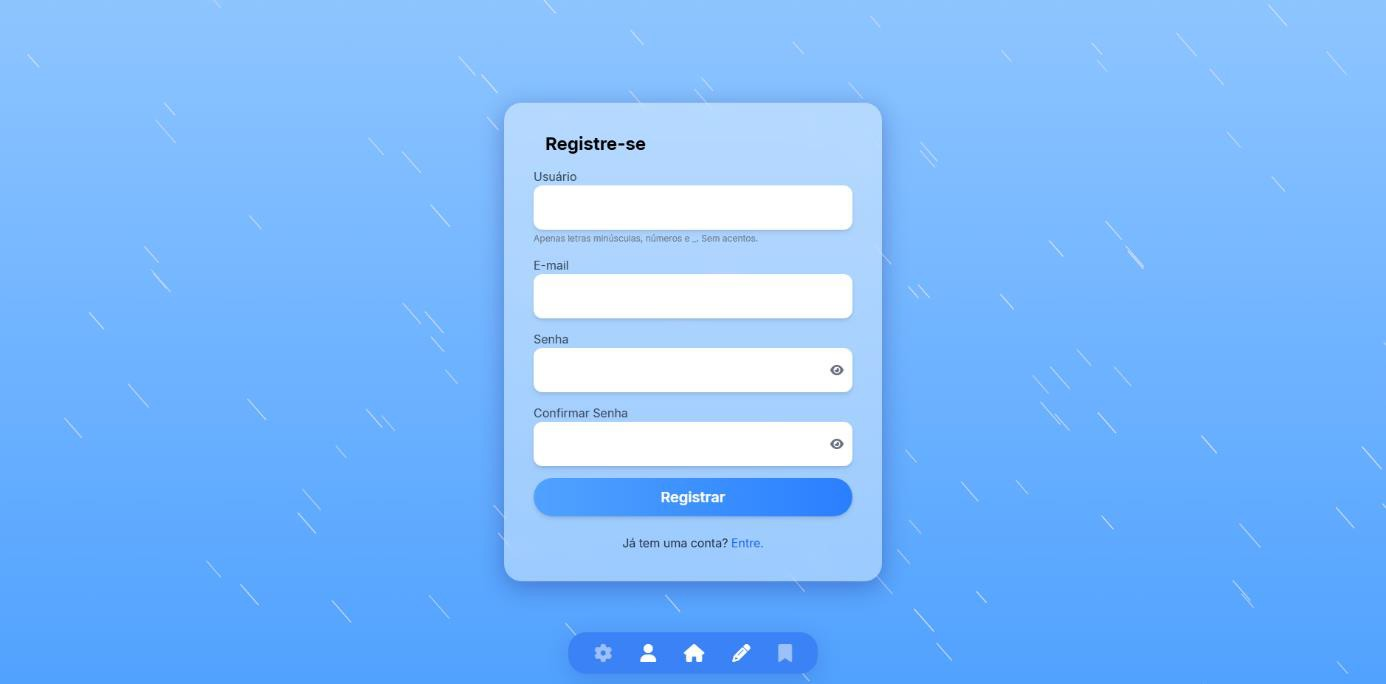 Registre-se
Usuário
Apenas letras minúsculas, números e _. Sem acentos.
E-mail
Senha
Confirmar Senha
Registrar
Já tem uma conta? Entre.